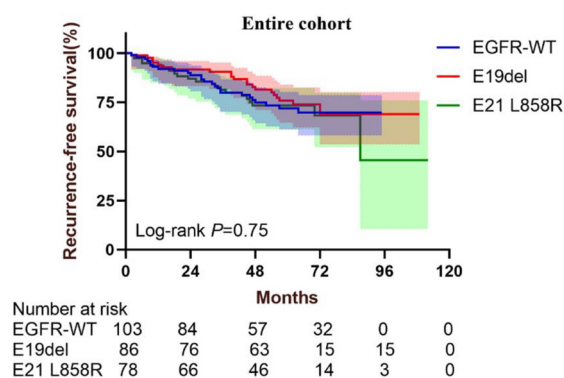 Entire cohort
Recurrence-free survival(%)
100
75
50
25
0
EGFR-WT
E19del
E21 L858R
Log-rank P=0.75
0 24 48 72 96 120
Months
Number at risk
EGFR-WT 103 84 57 32 0 0
E19del 86 76 63 15 15 0
E21 L858R 78 66 46 14 3 0